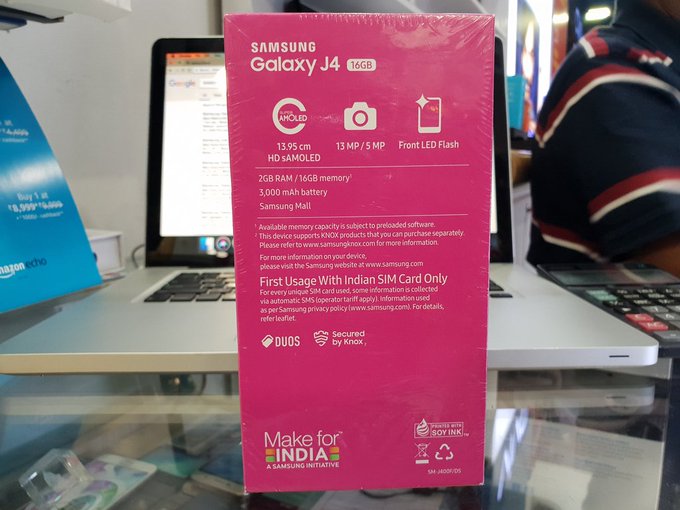 SAMSUNG
Galaxy J4 16GB
SUPER
AMOLED
13.95 cm
HD sAMOLED
13 MP / 5 MP
Front LED Flash
2GB RAM / 16GB memory¹
3,000 mAh battery
Samsung Mall
¹ Available memory capacity is subject to preloaded software.
² This device supports KNOX products that you can purchase separately.
Please refer to www.samsungknox.com for more information.
For more information on your device,
please visit the Samsung website at www.samsung.com
First Usage With Indian SIM Card Only
For every unique SIM card used, some information is collected
via automatic SMS (operator tariff apply). Information used
as per Samsung privacy policy (www.samsung.com). For details,
refer leaflet.
DUOS
Secured
by Knox ₂
Make for™
INDIA
A SAMSUNG INITIATIVE
PRINTED WITH
SOY INK™
SM-J400F/DS
Google
Buy 1 at
amazon echo